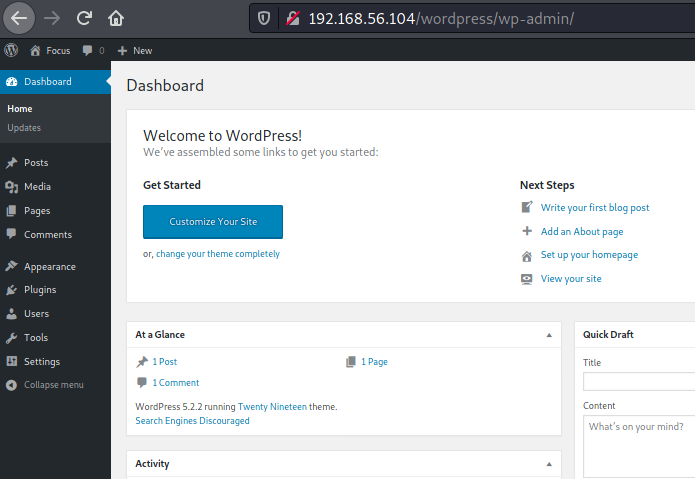 192.168.56.104/wordpress/wp-admin/
Focus 0 New
Dashboard
Home
Updates
Posts
Media
Pages
Comments
Appearance
Plugins
Users
Tools
Settings
Collapse menu
Dashboard
Welcome to WordPress!
We've assembled some links to get you started:
Get Started
Customize Your Site
or, change your theme completely
Next Steps
Write your first blog post
Add an About page
Set up your homepage
View your site
At a Glance
1 Post 1 Page
1 Comment
WordPress 5.2.2 running Twenty Nineteen theme.
Search Engines Discouraged
Activity
Quick Draft
Title
Content
What's on your mind?